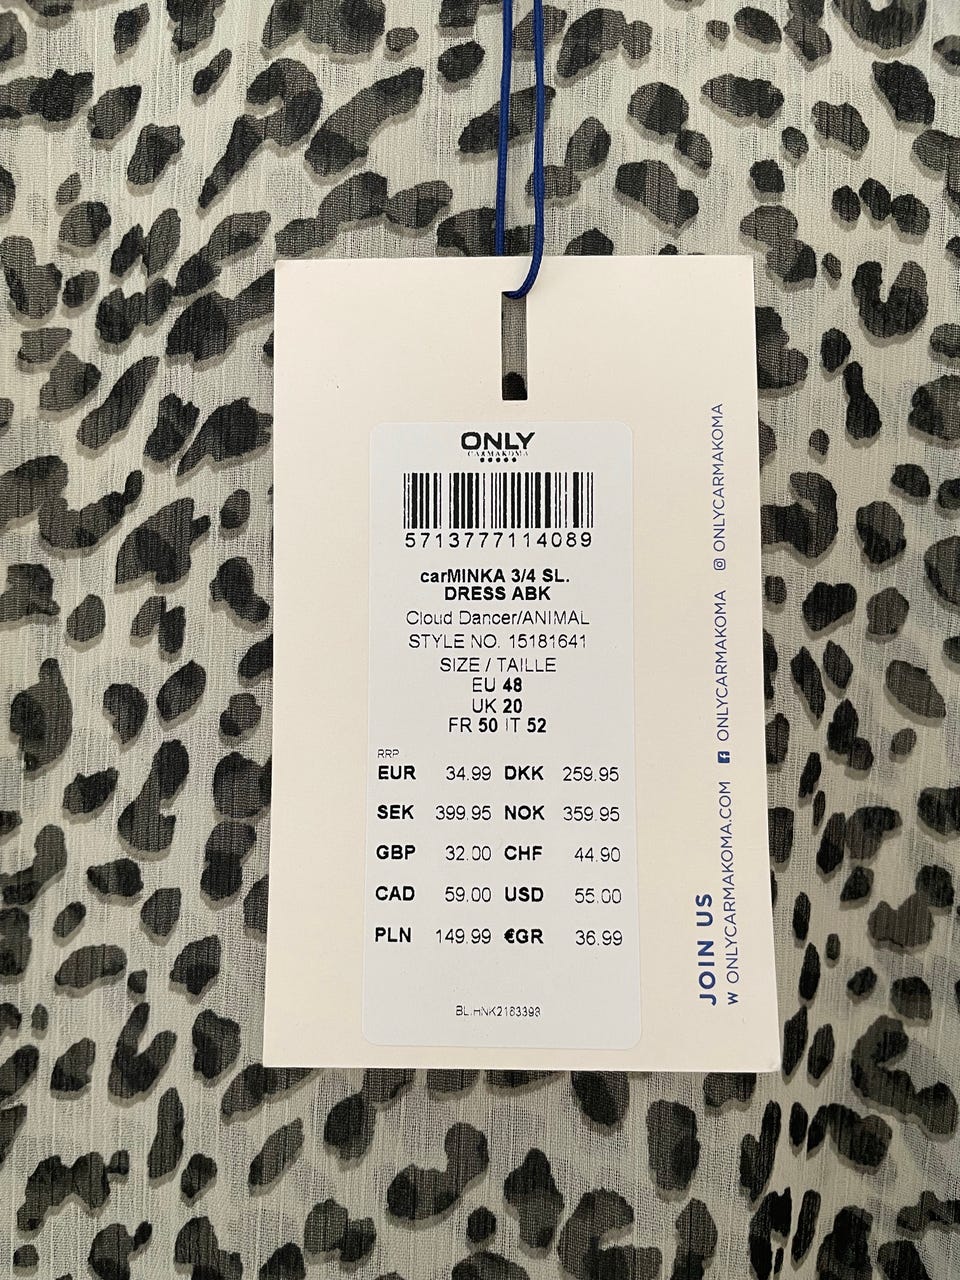 ONLY
CARMAKOMA
5713777114089
carMINKA 3/4 SL.
DRESS ABK
Cloud Dancer/ANIMAL
STYLE NO. 15181641
SIZE / TAILLE
EU 48
UK 20
FR 50 IT 52
RRP
EUR 34.99 DKK 259.95
SEK 399.95 NOK 359.95
GBP 32.00 CHF 44.90
CAD 59.00 USD 55.00
PLN 149.99 €GR 36.99
JOIN US
W ONLYCARMAKOMA.COM f ONLYCARMAKOMA ONLYCARMAKOMA